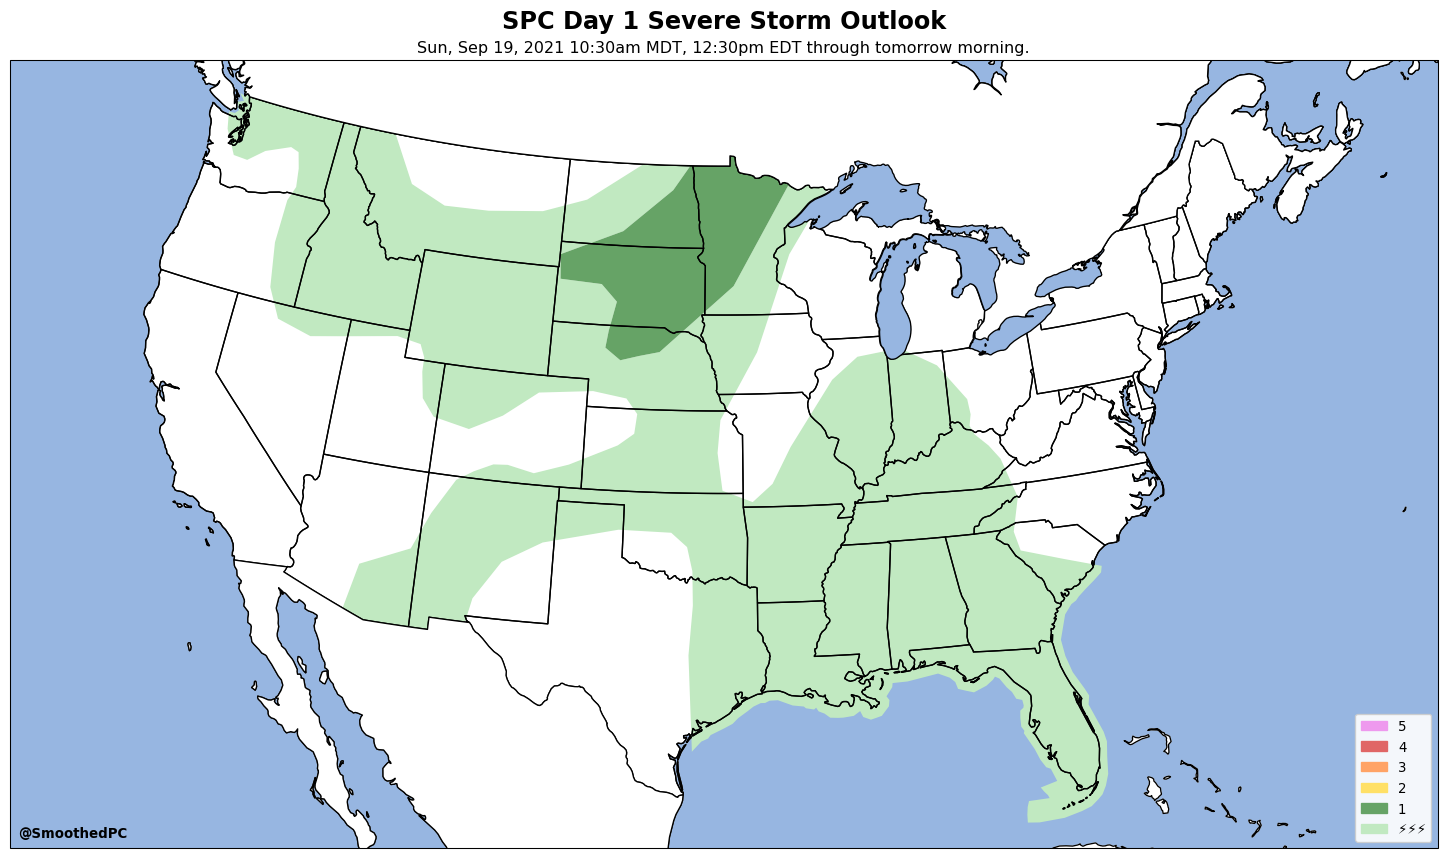 SPC Day 1 Severe Storm Outlook
Sun, Sep 19, 2021 10:30am MDT, 12:30pm EDT through tomorrow morning.
5
4
3
2
1
⚡⚡⚡
@SmoothedPC